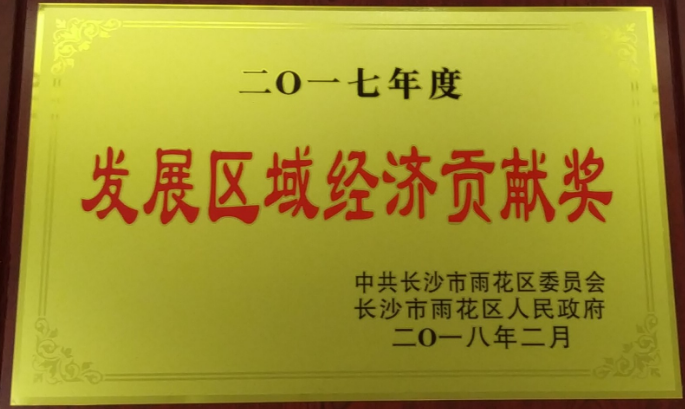 二O一七年度
发展区域经济贡献奖
中共长沙市雨花区委员会
长沙市雨花区人民政府
二O一八年二月